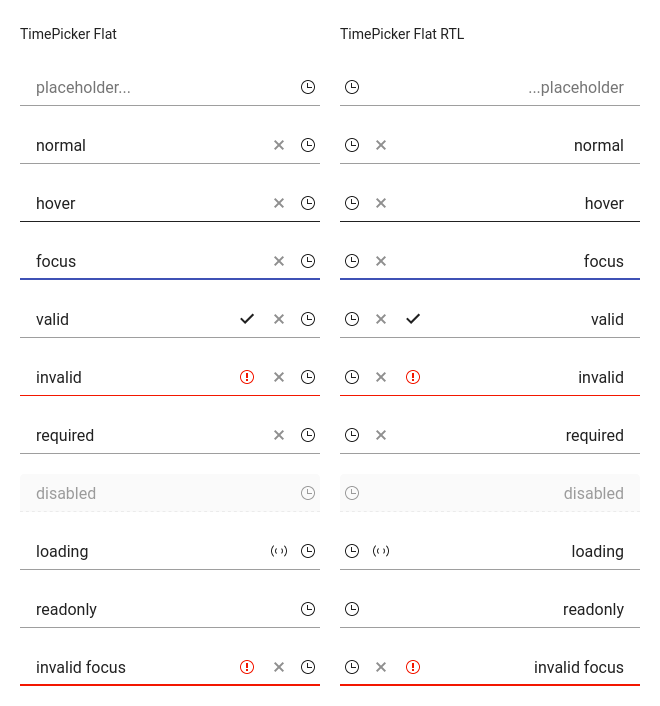 TimePicker Flat
TimePicker Flat RTL
placeholder...
...placeholder
normal
normal
hover
hover
focus
focus
valid
valid
invalid
invalid
required
required
disabled
disabled
loading
loading
readonly
readonly
invalid focus
invalid focus